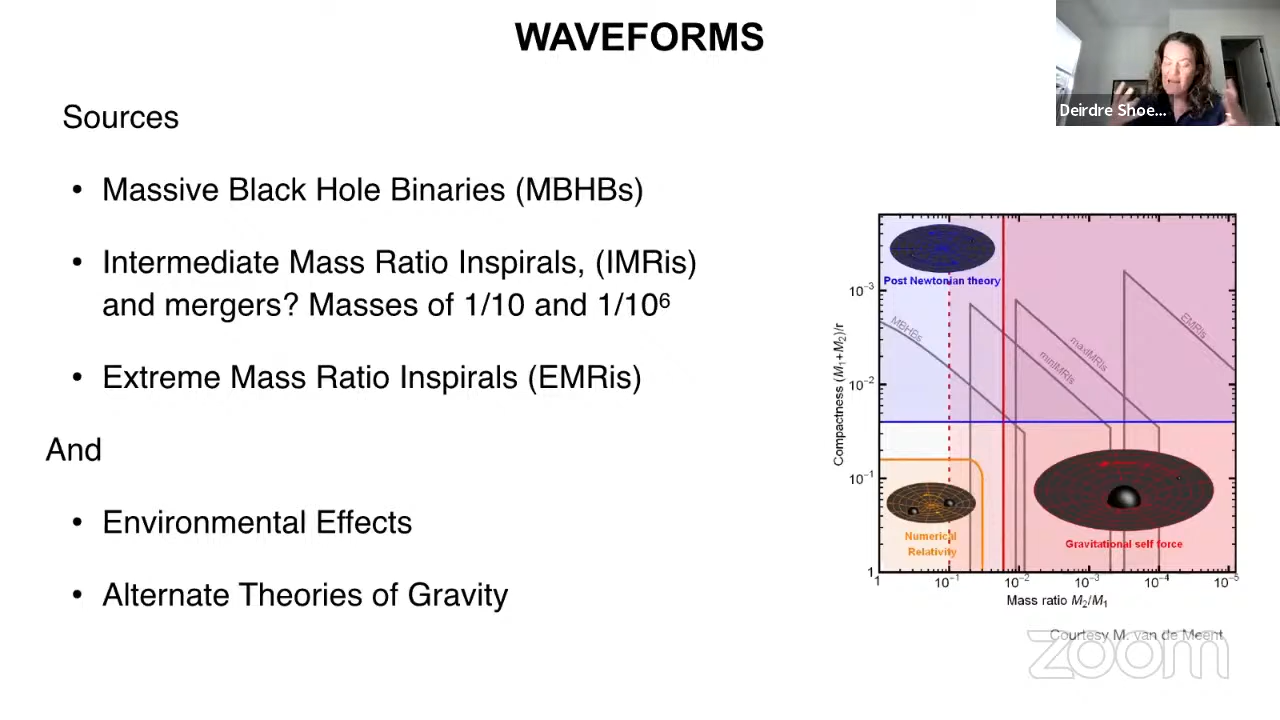 WAVEFORMS
Deirdre Shoe...
Sources
• Massive Black Hole Binaries (MBHBs)
• Intermediate Mass Ratio Inspirals, (IMRis)
and mergers? Masses of 1/10 and 1/10⁶
• Extreme Mass Ratio Inspirals (EMRis)
And
• Environmental Effects
• Alternate Theories of Gravity
Post Newtonian theory
MBHBs
miniIMRIs
maxIMRIs
EMRIs
Numerical
Relativity
Gravitational self force
Compactness (M₁+M₂)/r
10⁻³
10⁻²
10⁻¹
1
1 10⁻¹ 10⁻² 10⁻³ 10⁻⁴ 10⁻⁵
Mass ratio M₂/M₁
Courtesy M. van de Meent
zoom